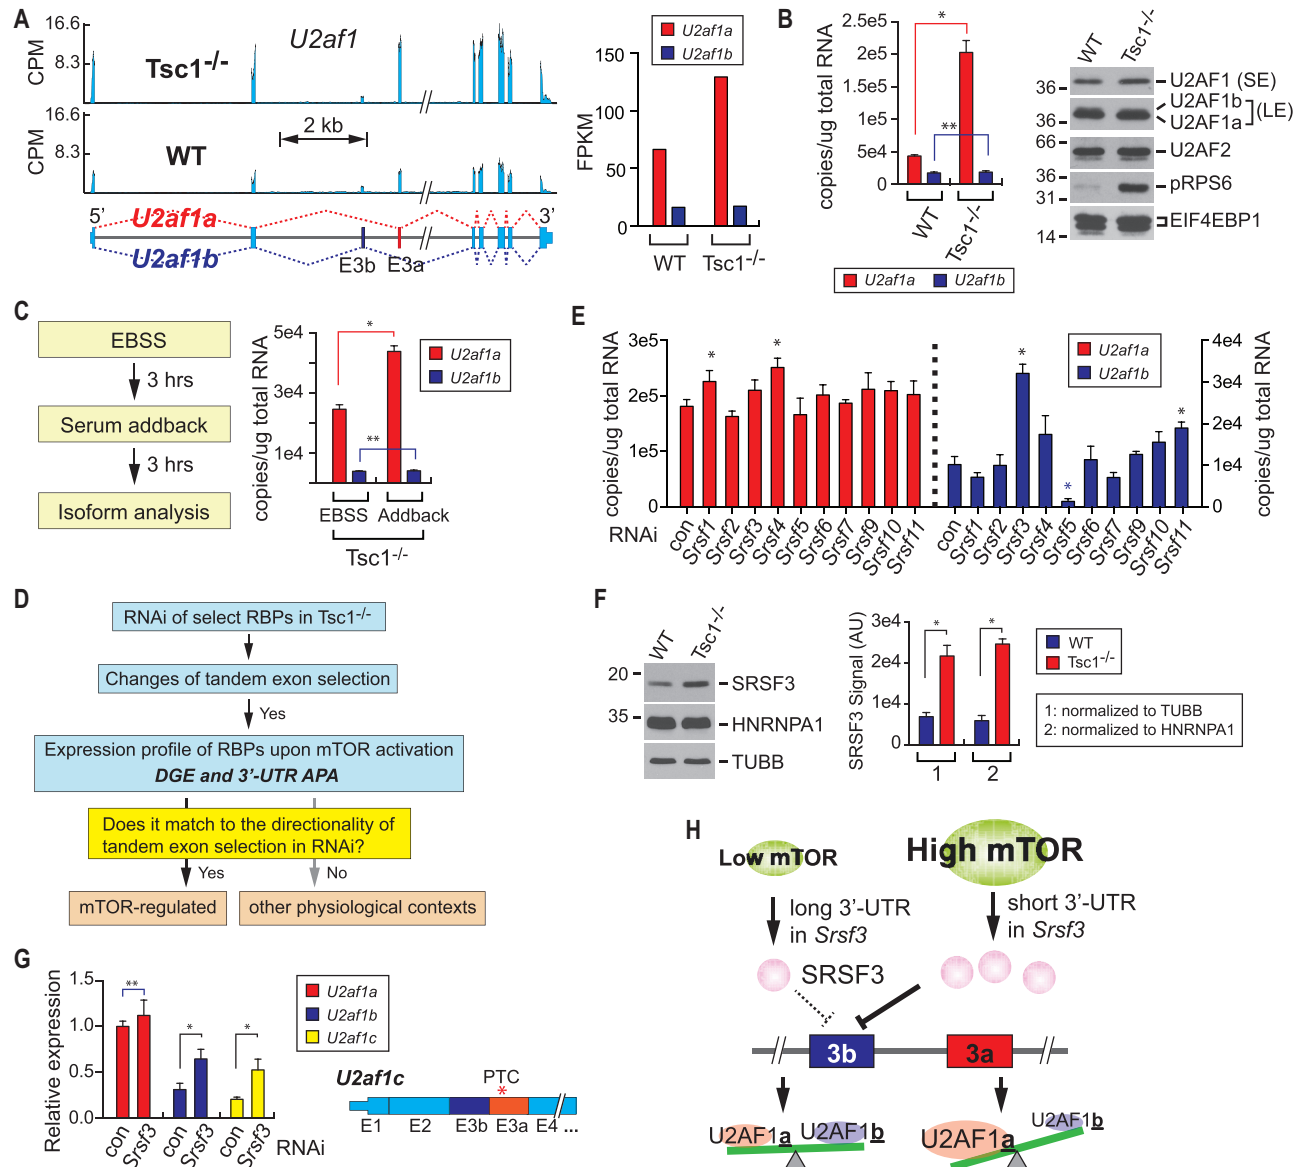 A
16.6
8.3
CPM
Tsc1-/-
U2af1
16.6
8.3
CPM
WT
2 kb
5'
3'
U2af1a
U2af1b
E3b
E3a
U2af1a
U2af1b
150
100
50
0
FPKM
WT
Tsc1-/-
B
2.5e5
2e5
1e5
1e5
5e4
0
copies/ug total RNA
*
**
WT
Tsc1-/-
U2af1a
U2af1b
WT
Tsc1-/-
36
U2AF1 (SE)
36
U2AF1b
U2AF1a
(LE)
66
U2AF2
36
31
pRPS6
14
EIF4EBP1
C
EBSS
3 hrs
Serum addback
3 hrs
Isoform analysis
5e4
3e4
1e4
copies/ug total RNA
*
**
U2af1a
U2af1b
EBSS
Addback
Tsc1-/-
E
3e5
2e5
1e5
0
copies/ug total RNA
* * * * *
U2af1a
U2af1b
4e4
3e4
2e4
1e4
0
copies/ug total RNA
RNAi
con Srsf1 Srsf2 Srsf3 Srsf4 Srsf5 Srsf6 Srsf7 Srsf9 Srsf10 Srsf11
con Srsf1 Srsf2 Srsf3 Srsf4 Srsf5 Srsf6 Srsf7 Srsf9 Srsf10 Srsf11
D
RNAi of select RBPs in Tsc1-/-
Changes of tandem exon selection
Yes
Expression profile of RBPs upon mTOR activation
DGE and 3'-UTR APA
Does it match to the directionality of
tandem exon selection in RNAi?
Yes
No
mTOR-regulated
other physiological contexts
F
WT
Tsc1-/-
20
SRSF3
35
HNRNPA1
TUBB
3e4
2e4
1e4
0
SRSF3 Signal (AU)
*
*
1
2
WT
Tsc1-/-
1: normalized to TUBB
2: normalized to HNRNPA1
G
1.5
1.0
0.5
0.0
Relative expression
**
*
*
con Srsf3 con Srsf3 con Srsf3
RNAi
U2af1a
U2af1b
U2af1c
U2af1c
PTC
*
E1 E2 E3b E3a E4 ...
H
Low mTOR
High mTOR
long 3'-UTR
in Srsf3
short 3'-UTR
in Srsf3
SRSF3
3b
3a
U2AF1a
U2AF1b
U2AF1a
U2AF1b